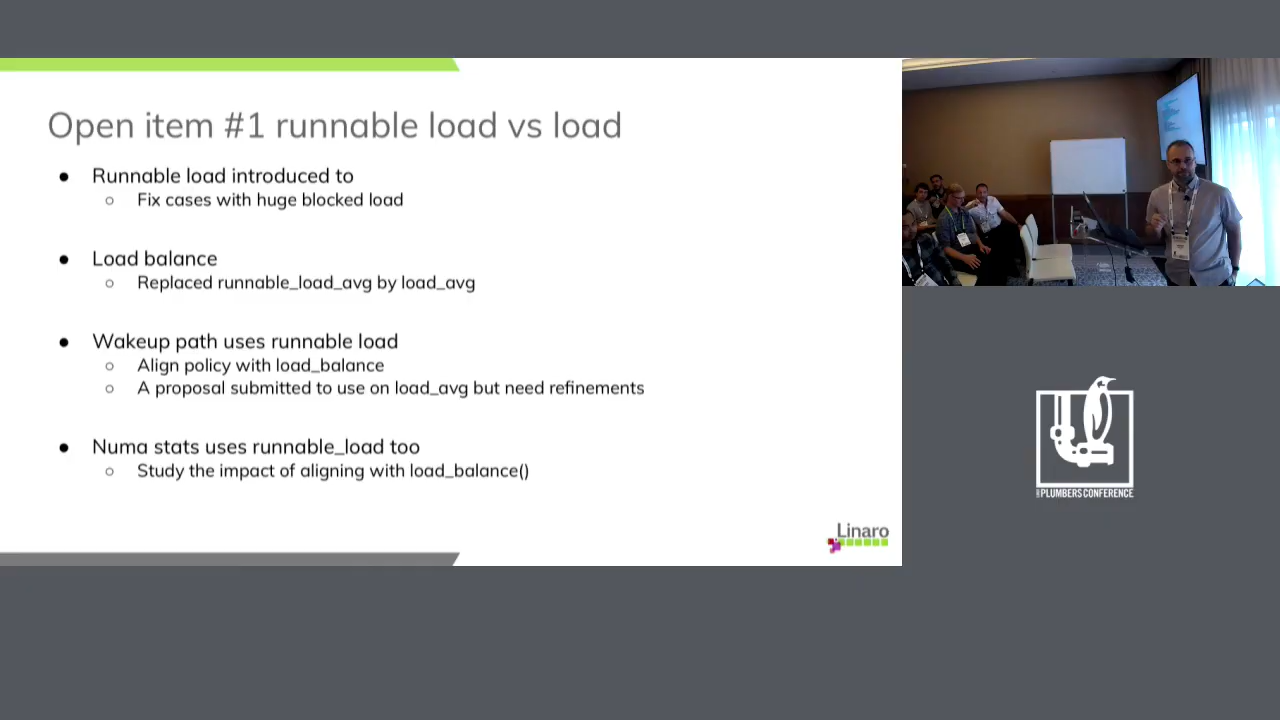 Open item #1 runnable load vs load
● Runnable load introduced to
○ Fix cases with huge blocked load
● Load balance
○ Replaced runnable_load_avg by load_avg
● Wakeup path uses runnable load
○ Align policy with load_balance
○ A proposal submitted to use on load_avg but need refinements
● Numa stats uses runnable_load too
○ Study the impact of aligning with load_balance()
Linaro
PLUMBERS CONFERENCE